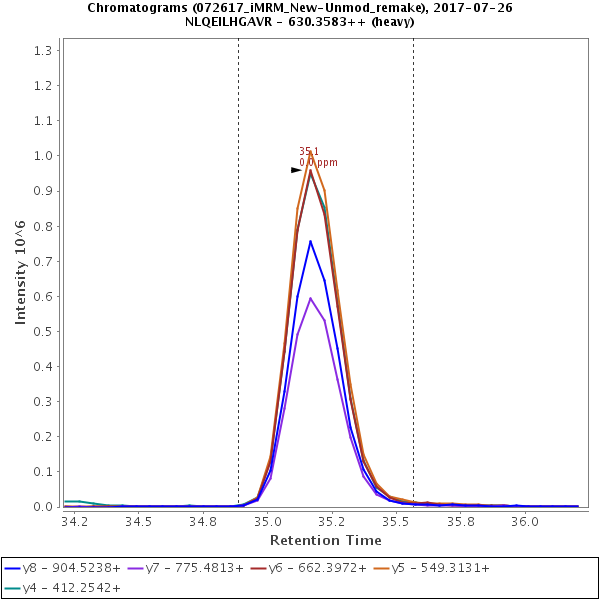 Chromatograms (072617_iMRM_New-Unmod_remake), 2017-07-26
NLQEILHGAVR - 630.3583++ (heavy)
1.3
1.2
1.1
1.0
0.9
0.8
0.7
0.6
0.5
0.4
0.3
0.2
0.1
0.0
Intensity 10^6
35.1
0.0 ppm
34.2 34.5 34.8 35.0 35.2 35.5 35.8 36.0
Retention Time
y8 - 904.5238+ y7 - 775.4813+ y6 - 662.3972+ y5 - 549.3131+
y4 - 412.2542+